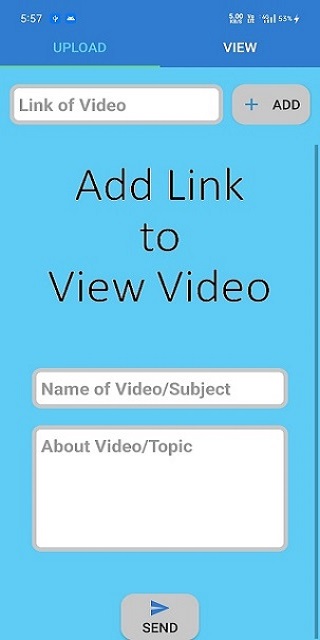 5:57
5.00 KB/S 53%
UPLOAD VIEW
Link of Video
+ ADD
Add Link
to
View Video
Name of Video/Subject
About Video/Topic
SEND